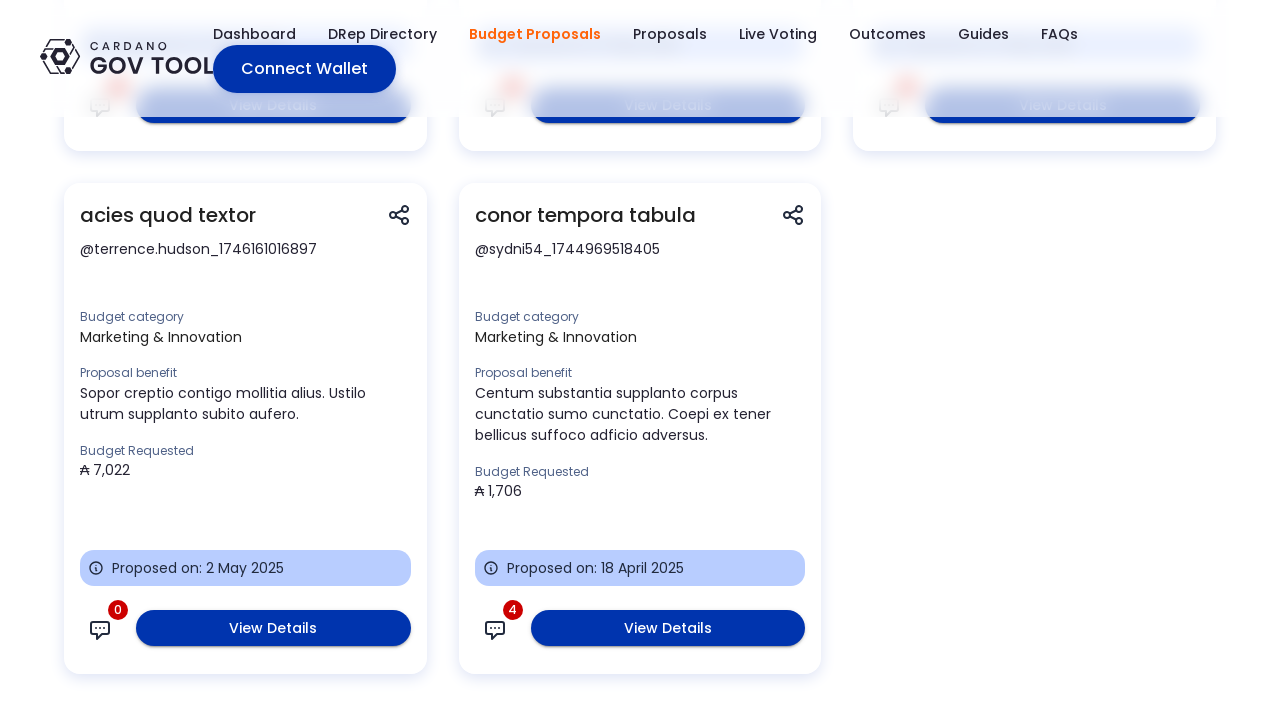 CARDANO
GOV TOOL
Dashboard
DRep Directory
Budget Proposals
Proposals
Live Voting
Outcomes
Guides
FAQs
Connect Wallet
View Details
View Details
View Details
acies quod textor
@terrence.hudson_1746161016897
Budget category
Marketing & Innovation
Proposal benefit
Sopor creptio contigo mollitia alius. Ustilo
utrum supplanto subito aufero.
Budget Requested
₳ 7,022
Proposed on: 2 May 2025
0
View Details
conor tempora tabula
@sydni54_1744969518405
Budget category
Marketing & Innovation
Proposal benefit
Centum substantia supplanto corpus
cunctatio sumo cunctatio. Coepi ex tener
bellicus suffoco adficio adversus.
Budget Requested
₳ 1,706
Proposed on: 18 April 2025
4
View Details